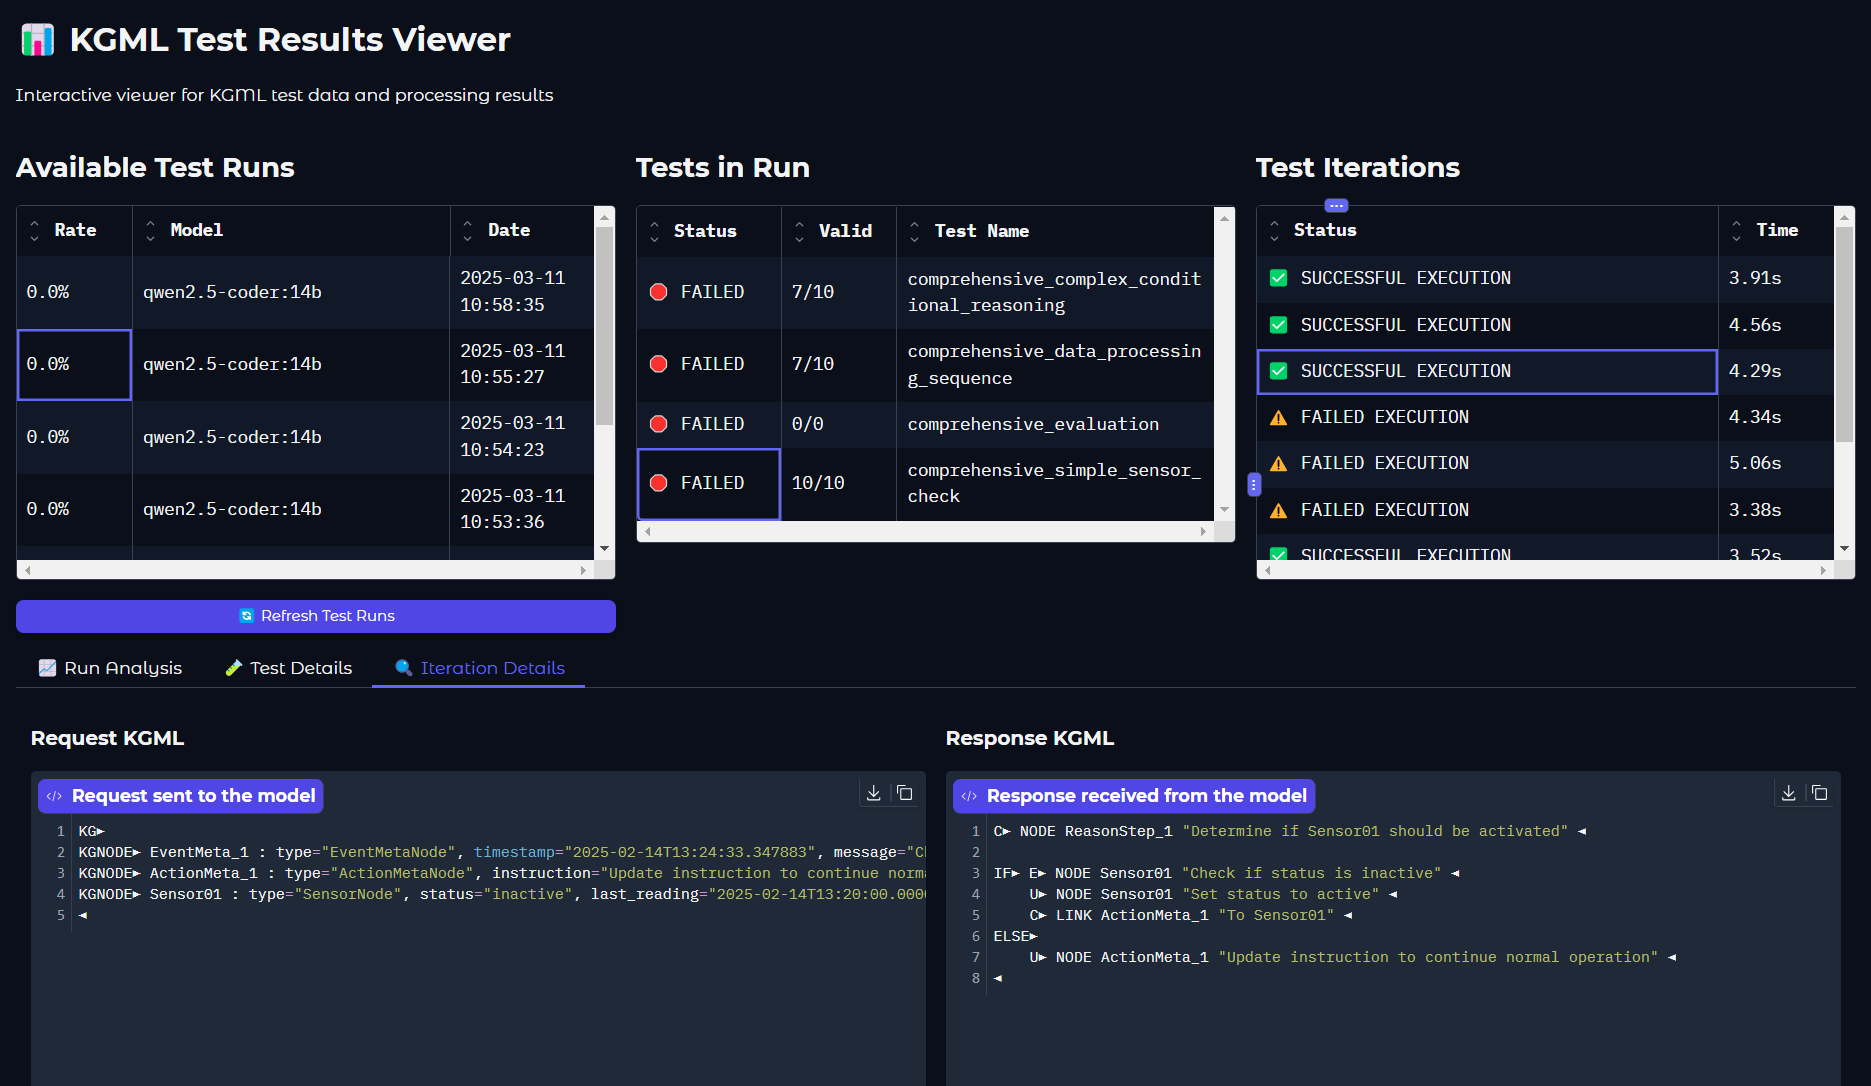 KGML Test Results Viewer
Interactive viewer for KGML test data and processing results
Available Test Runs
Rate Model Date
0.0% qwen2.5-coder:14b 2025-03-11 10:58:35
0.0% qwen2.5-coder:14b 2025-03-11 10:55:27
0.0% qwen2.5-coder:14b 2025-03-11 10:54:23
0.0% qwen2.5-coder:14b 2025-03-11 10:53:36
Refresh Test Runs
Tests in Run
Status Valid Test Name
FAILED 7/10 comprehensive_complex_conditional_reasoning
FAILED 7/10 comprehensive_data_processing_sequence
FAILED 0/0 comprehensive_evaluation
FAILED 10/10 comprehensive_simple_sensor_check
Test Iterations
Status Time
SUCCESSFUL EXECUTION 3.91s
SUCCESSFUL EXECUTION 4.56s
SUCCESSFUL EXECUTION 4.29s
FAILED EXECUTION 4.34s
FAILED EXECUTION 5.06s
FAILED EXECUTION 3.38s
SUCCESSFUL EXECUTION 3.52s
Run Analysis Test Details Iteration Details
Request KGML
</> Request sent to the model
1 KG►
2 KGNODE► EventMeta_1 : type="EventMetaNode", timestamp="2025-02-14T13:24:33.347883", message="C
3 KGNODE► ActionMeta_1 : type="ActionMetaNode", instruction="Update instruction to continue norm
4 KGNODE► Sensor01 : type="SensorNode", status="inactive", last_reading="2025-02-14T13:20:00.000
5 ◄
Response KGML
</> Response received from the model
1 C► NODE ReasonStep_1 "Determine if Sensor01 should be activated" ◄
2
3 IF► E► NODE Sensor01 "Check if status is inactive" ◄
4 U► NODE Sensor01 "Set status to active" ◄
5 C► LINK ActionMeta_1 "To Sensor01" ◄
6 ELSE►
7 U► NODE ActionMeta_1 "Update instruction to continue normal operation" ◄
8 ◄